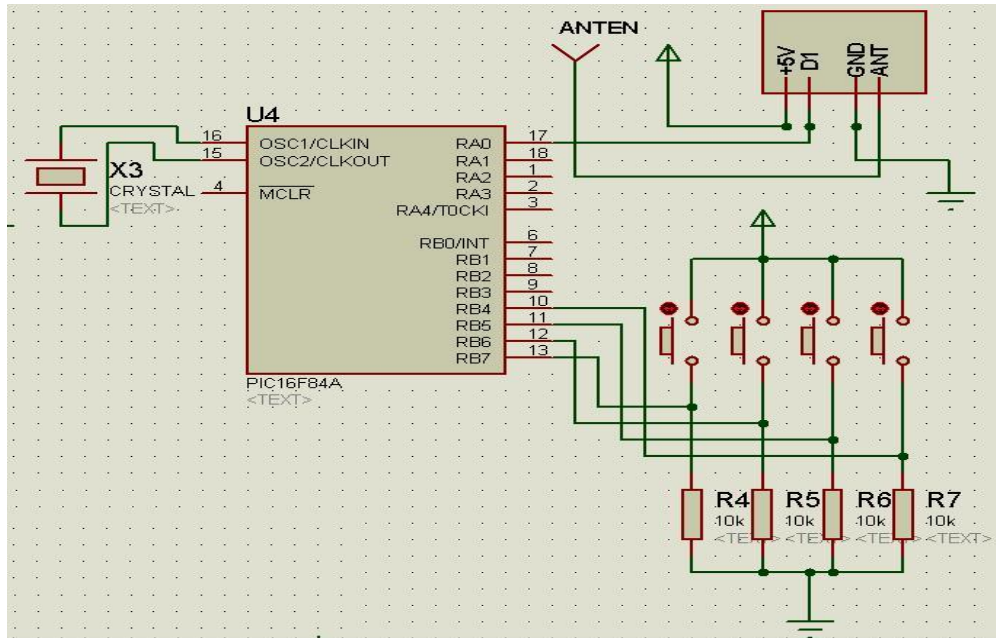 ANTEN
+5V
D1
GND
ANT
U4
16
15
4
OSC1/CLKIN
OSC2/CLKOUT
MCLR
RA0
RA1
RA2
RA3
RA4/T0CKI
RB0/INT
RB1
RB2
RB3
RB4
RB5
RB6
RB7
17
18
1
2
3
6
7
8
9
10
11
12
13
PIC16F84A
<TEXT>
X3
CRYSTAL
<TEXT>
R4
10k
<TEXT>
R5
10k
<TEXT>
R6
10k
<TEXT>
R7
10k
<TEXT>